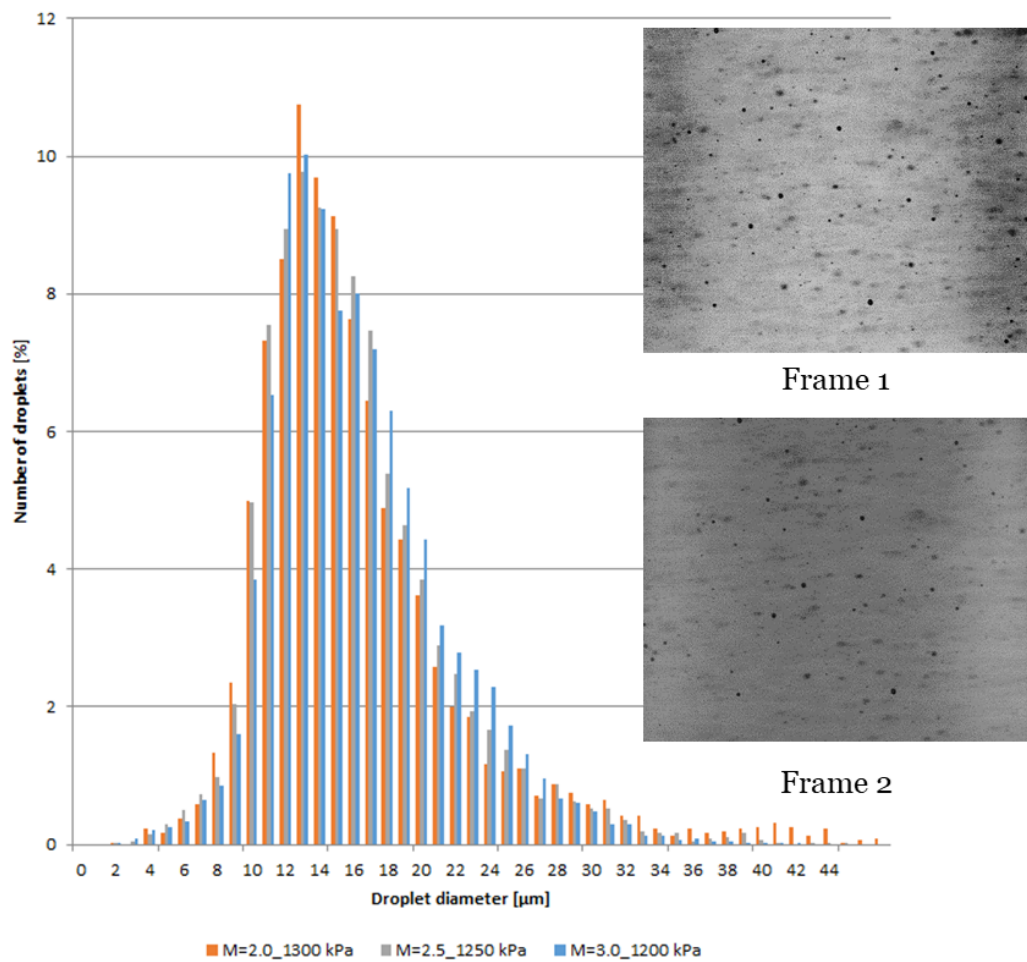 12
10
8
6
4
2
0
Number of droplets [%]
0 2 4 6 8 10 12 14 16 18 20 22 24 26 28 30 32 34 36 38 40 42 44
Droplet diameter [µm]
M=2.0_1300 kPa M=2.5_1250 kPa M=3.0_1200 kPa
Frame 1
Frame 2